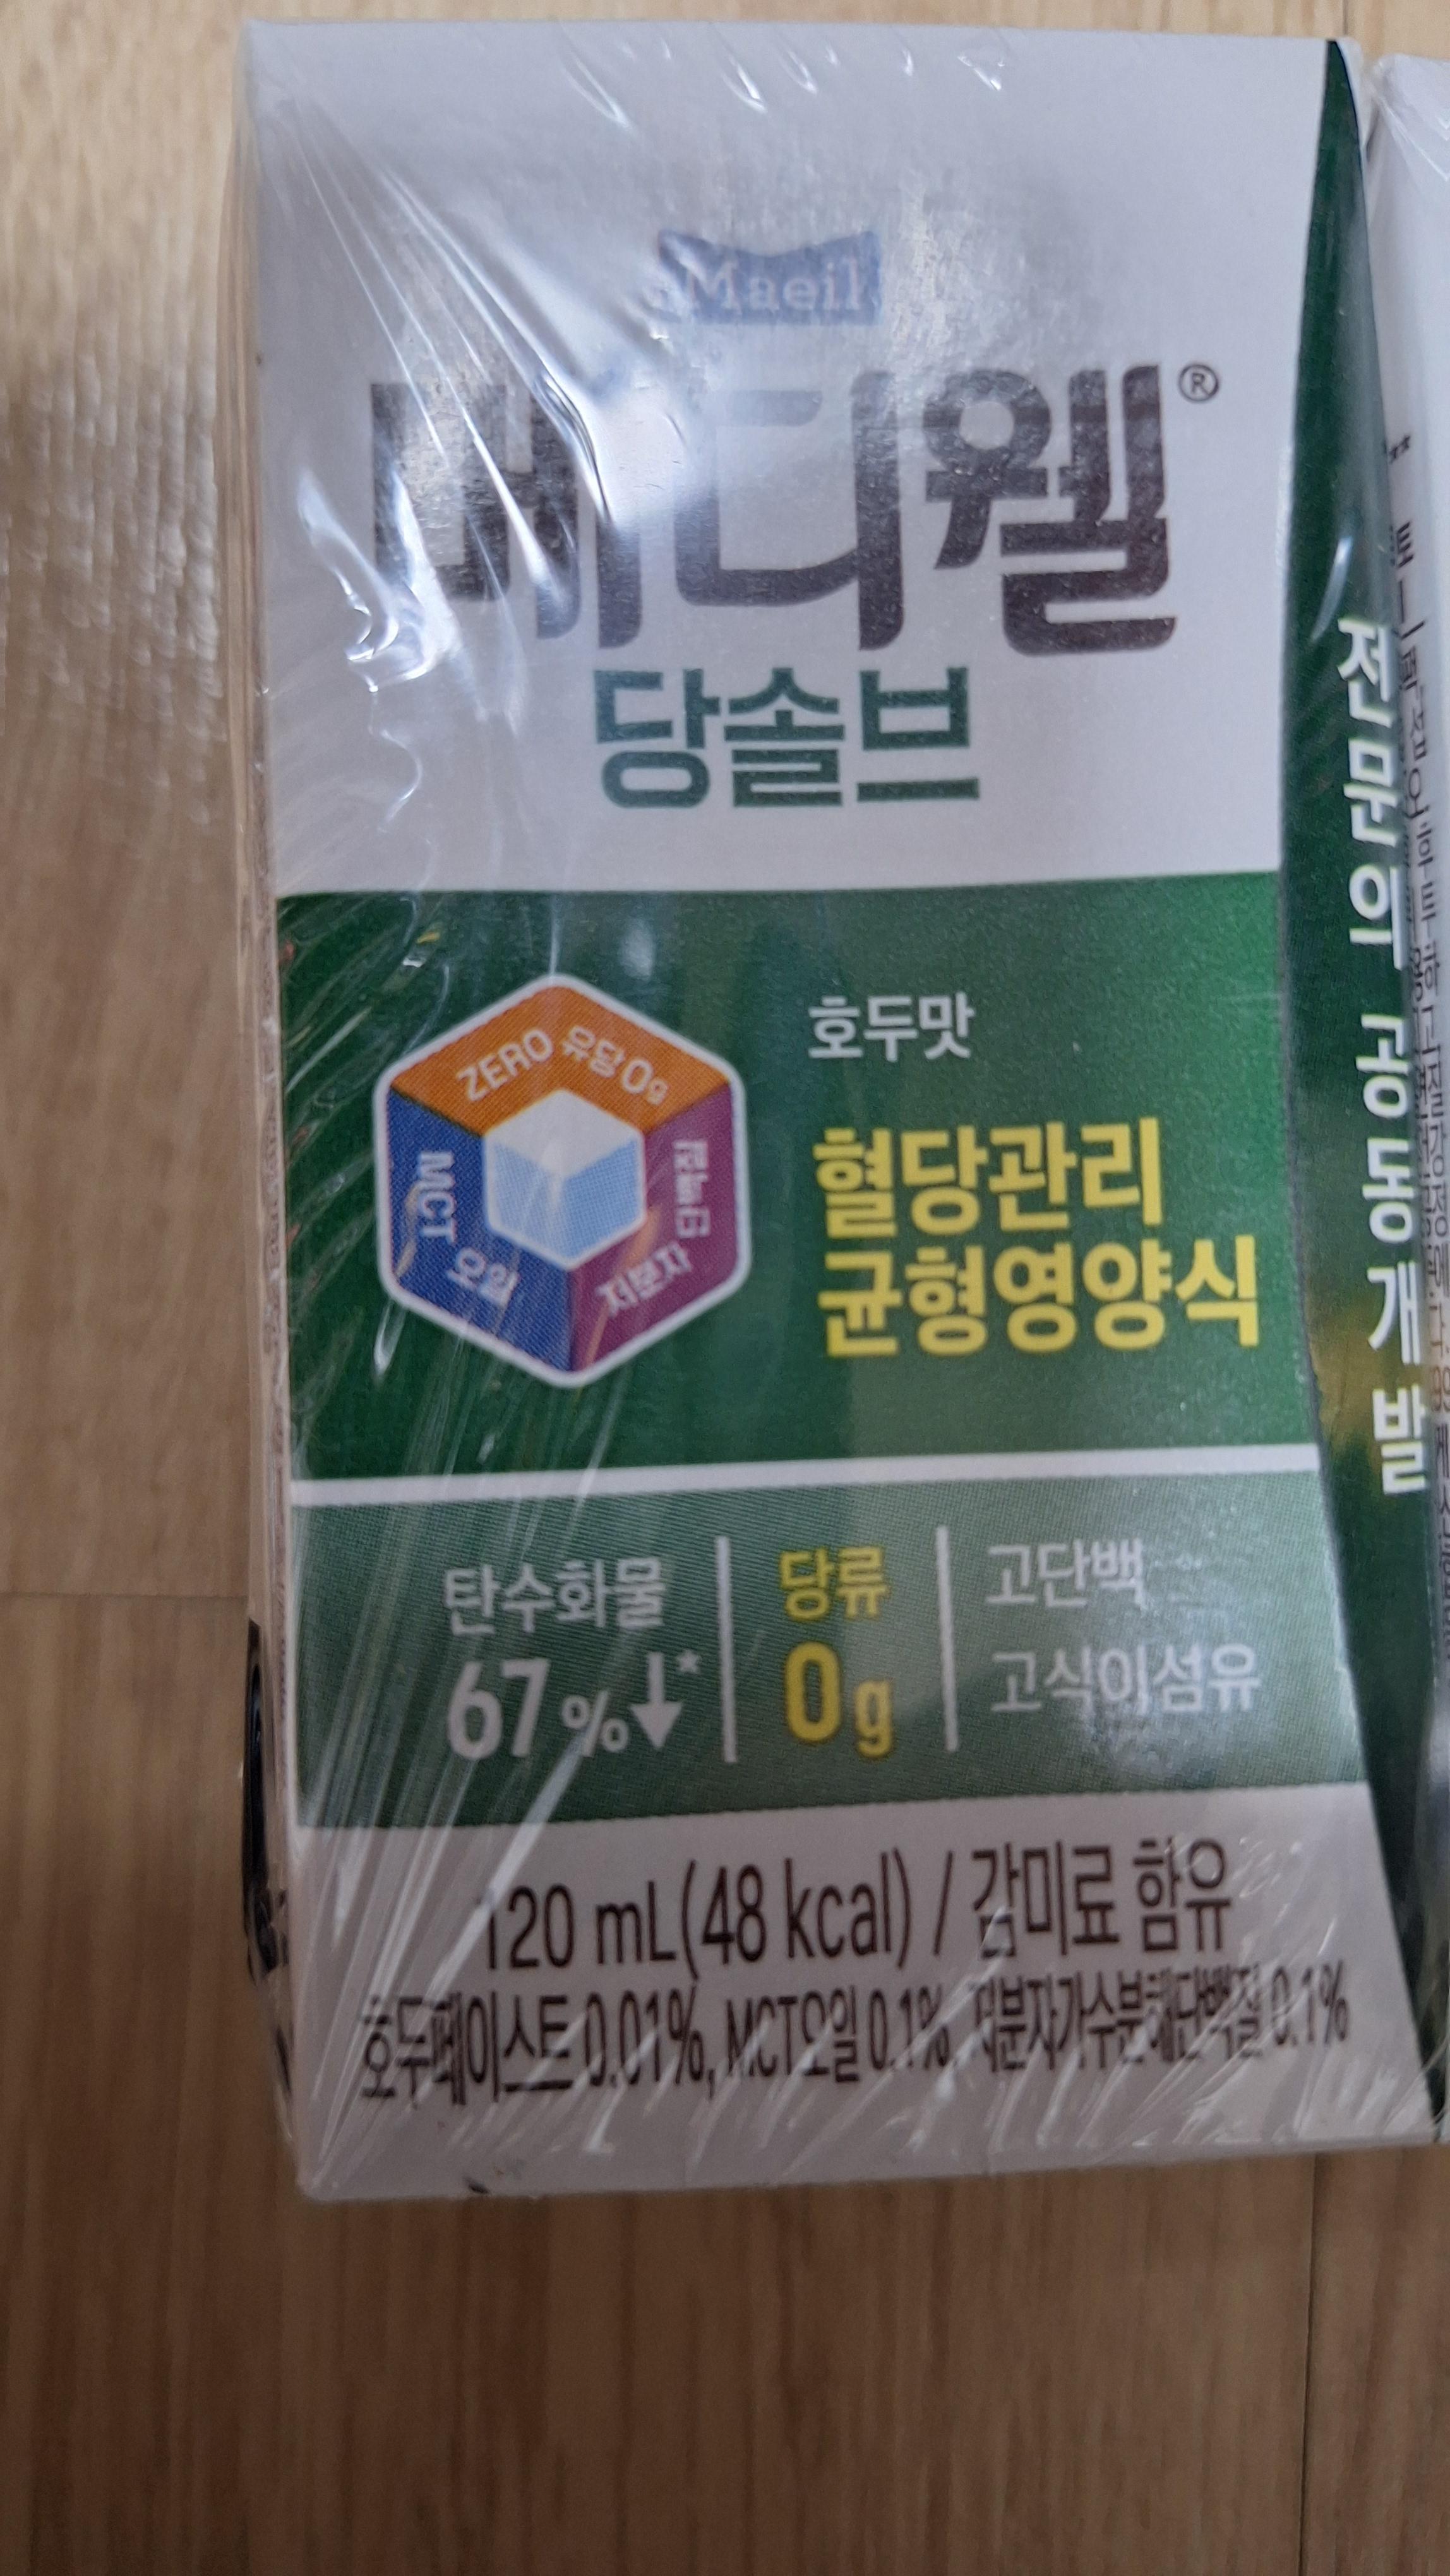 Maeil
메디웰®
당솔브
호두맛
ZERO 유당 0g
MCT 오일
저분자 단백질
혈당관리
균형영양식
탄수화물
67%↓*
당류
0g
고단백
고식이섬유
120 mL(48 kcal) / 감미료 함유
호두페이스트 0.01%, MCT오일 0.1%, 저분자가수분해단백질 0.1%
전문의 공동개발